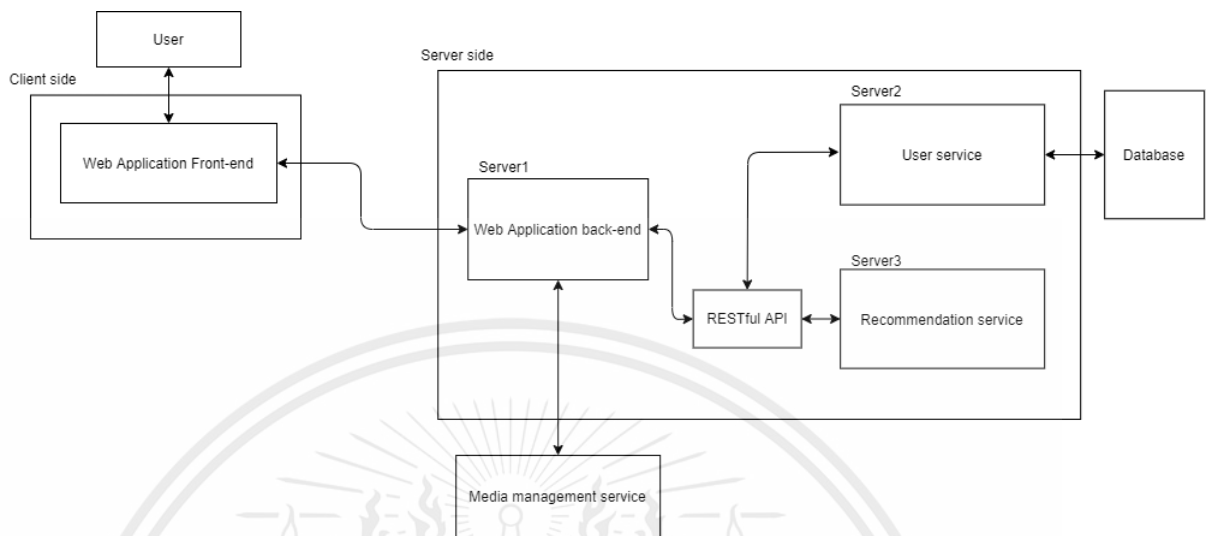 User
Client side
Web Application Front-end
Server side
Server1
Web Application back-end
Server2
User service
Database
RESTful API
Server3
Recommendation service
Media management service